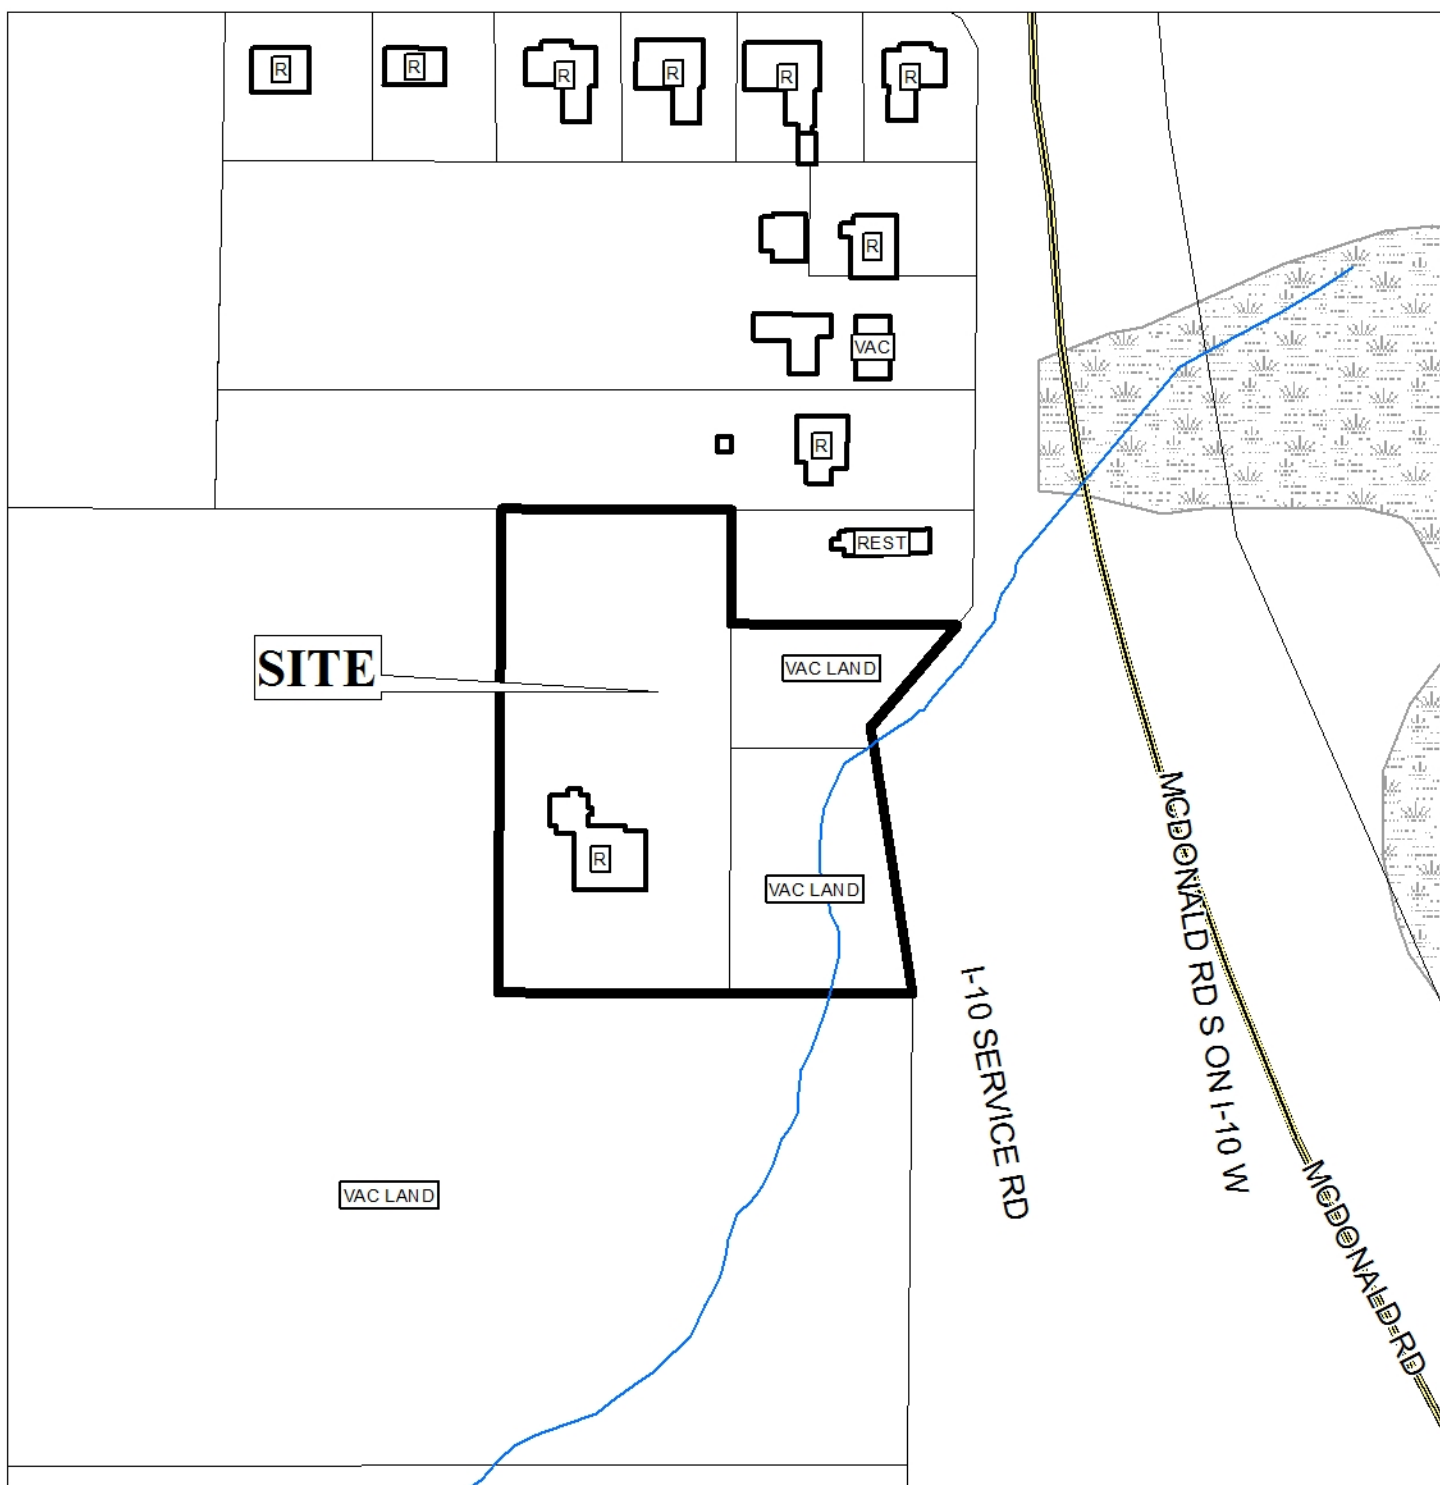 R
R
R
R
R
R
R
VAC
R
REST
SITE
VAC LAND
R
VAC LAND
VAC LAND
I-10 SERVICE RD
MCDONALD RD S ON I-10 W
MCDONALD RD